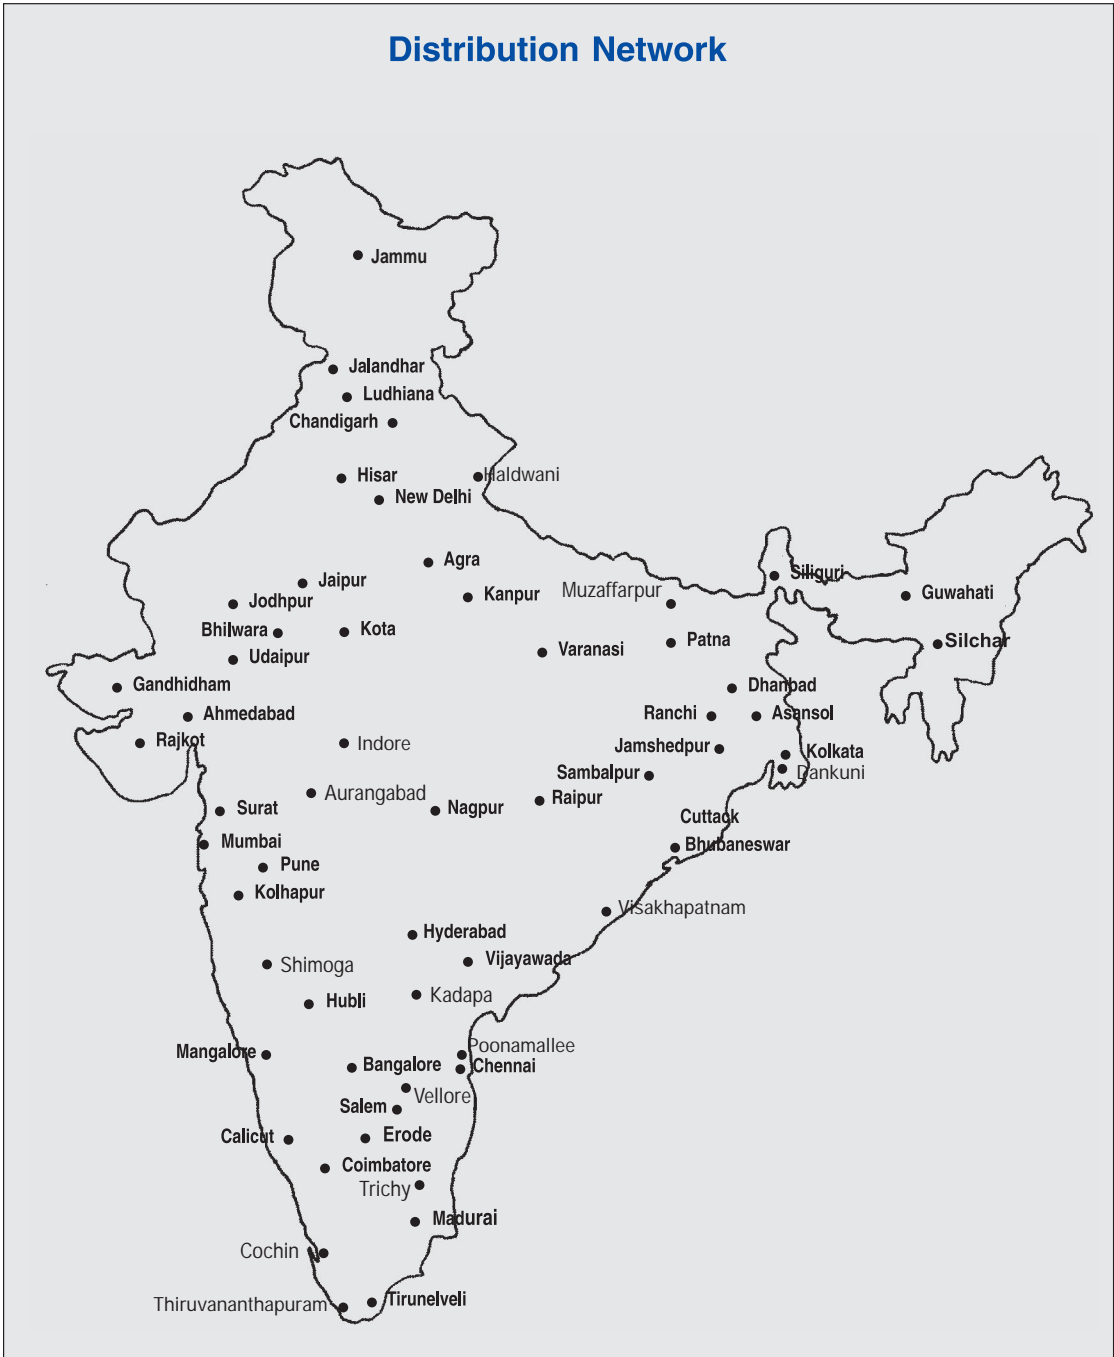 Distribution Network
Jammu
Jalandhar
Ludhiana
Chandigarh
Hisar
Haldwani
New Delhi
Agra
Siliguri
Jaipur
Muzaffarpur
Guwahati
Jodhpur
Kanpur
Bhilwara
Kota
Patna
Silchar
Udaipur
Varanasi
Gandhidham
Dhanbad
Ahmedabad
Ranchi
Asansol
Rajkot
Indore
Jamshedpur
Kolkata
Sambalpur
Dankuni
Aurangabad
Raipur
Surat
Nagpur
Cuttack
Mumbai
Bhubaneswar
Pune
Kolhapur
Visakhapatnam
Hyderabad
Shimoga
Vijayawada
Hubli
Kadapa
Poonamallee
Mangalore
Bangalore
Chennai
Vellore
Salem
Calicut
Erode
Coimbatore
Trichy
Madurai
Cochin
Thiruvananthapuram
Tirunelveli